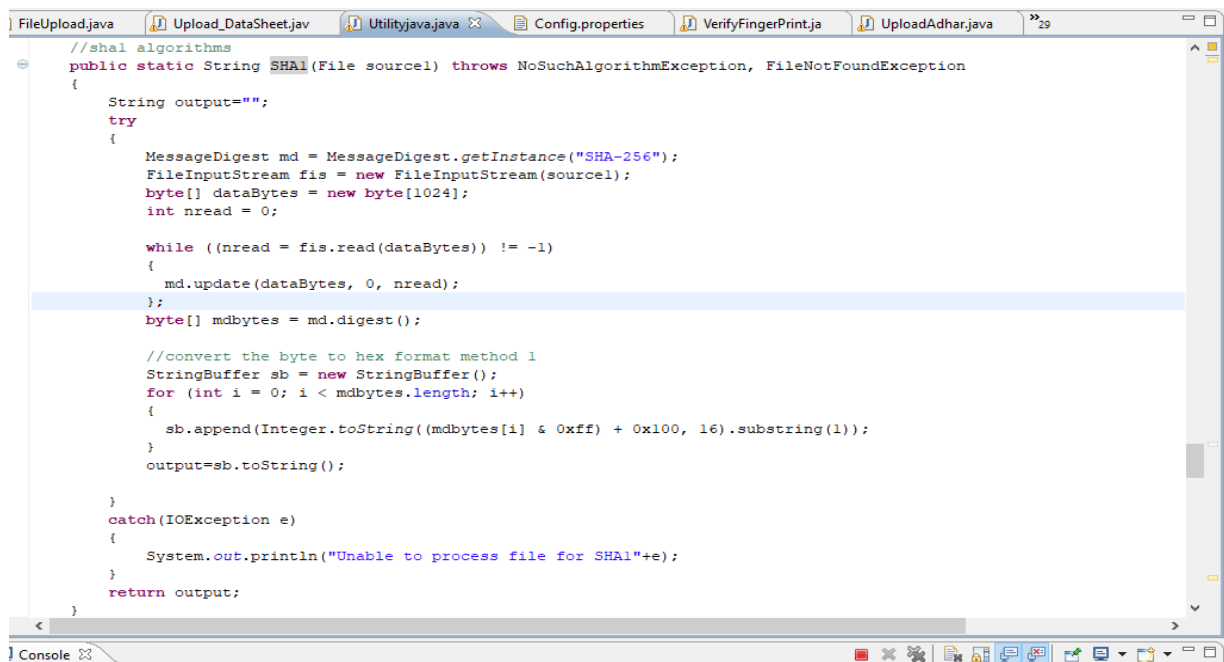 FileUpload.java Upload_DataSheet.jav Utilityjava.java Config.properties VerifyFingerPrint.ja UploadAdhar.java »29
//sha1 algorithms
public static String SHA1(File source1) throws NoSuchAlgorithmException, FileNotFoundException
{
String output="";
try
{
MessageDigest md = MessageDigest.getInstance("SHA-256");
FileInputStream fis = new FileInputStream(source1);
byte[] dataBytes = new byte[1024];
int nread = 0;
while ((nread = fis.read(dataBytes)) != -1)
{
md.update(dataBytes, 0, nread);
};
byte[] mdbytes = md.digest();
//convert the byte to hex format method 1
StringBuffer sb = new StringBuffer();
for (int i = 0; i < mdbytes.length; i++)
{
sb.append(Integer.toString((mdbytes[i] & 0xff) + 0x100, 16).substring(1));
}
output=sb.toString();
}
catch(IOException e)
{
System.out.println("Unable to process file for SHA1"+e);
}
return output;
}
Console